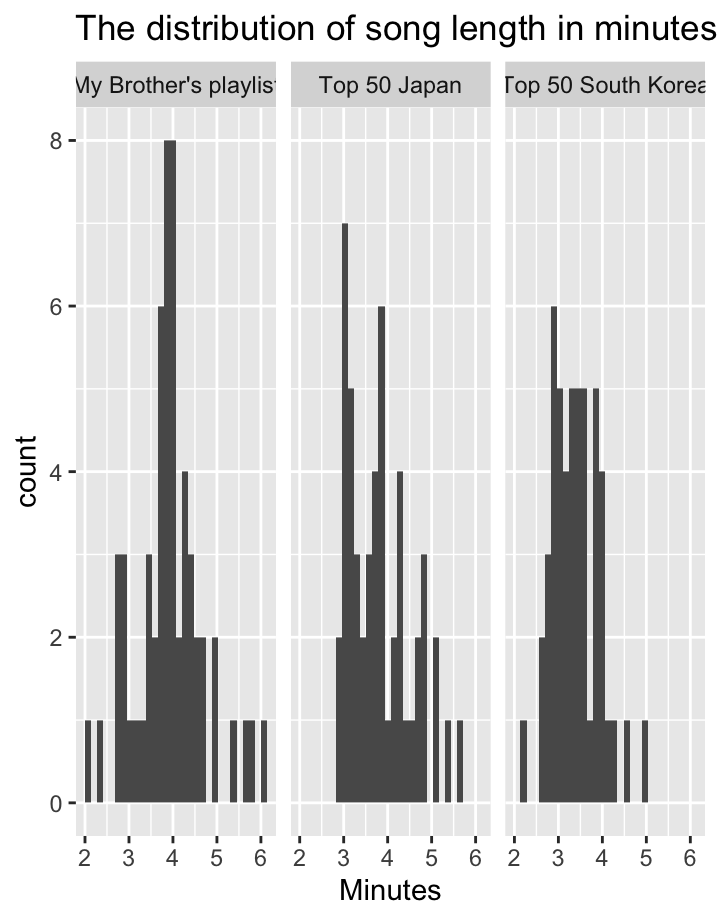 The distribution of song length in minutes
My Brother's playlist
Top 50 Japan
Top 50 South Korea
8
6
4
2
0
count
2 3 4 5 6
2 3 4 5 6
2 3 4 5 6
Minutes